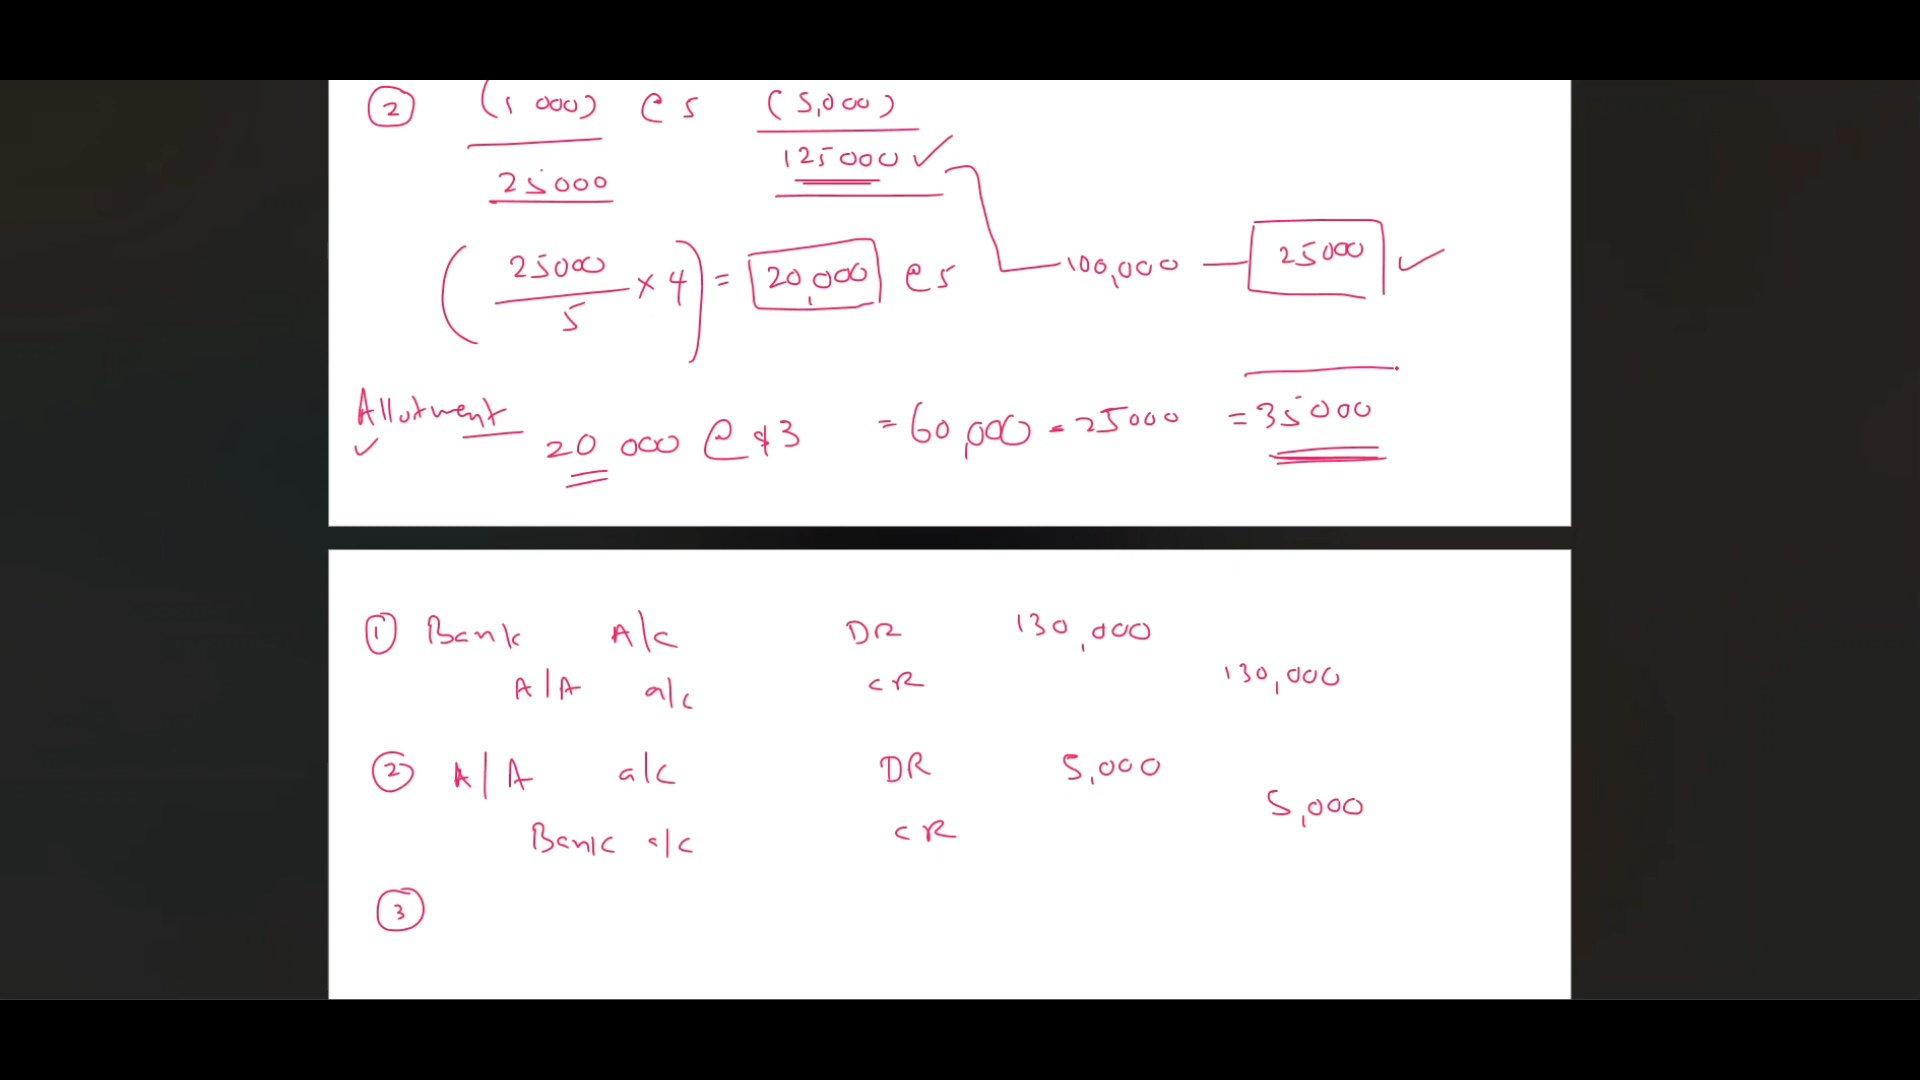 ② (1 000) @ 5 (5,000)
125000 ✓
25000
(25000/5 × 4) = 20,000 @ 5 100,000 — 25000 ✓
Allutment ✓
20 000 @ $3 = 60,000 - 25000 = 35000
① Bank A/c DR 130,000
A/A a/c CR 130,000
② A/A a/c DR 5,000
Bank a/c CR 5,000
③